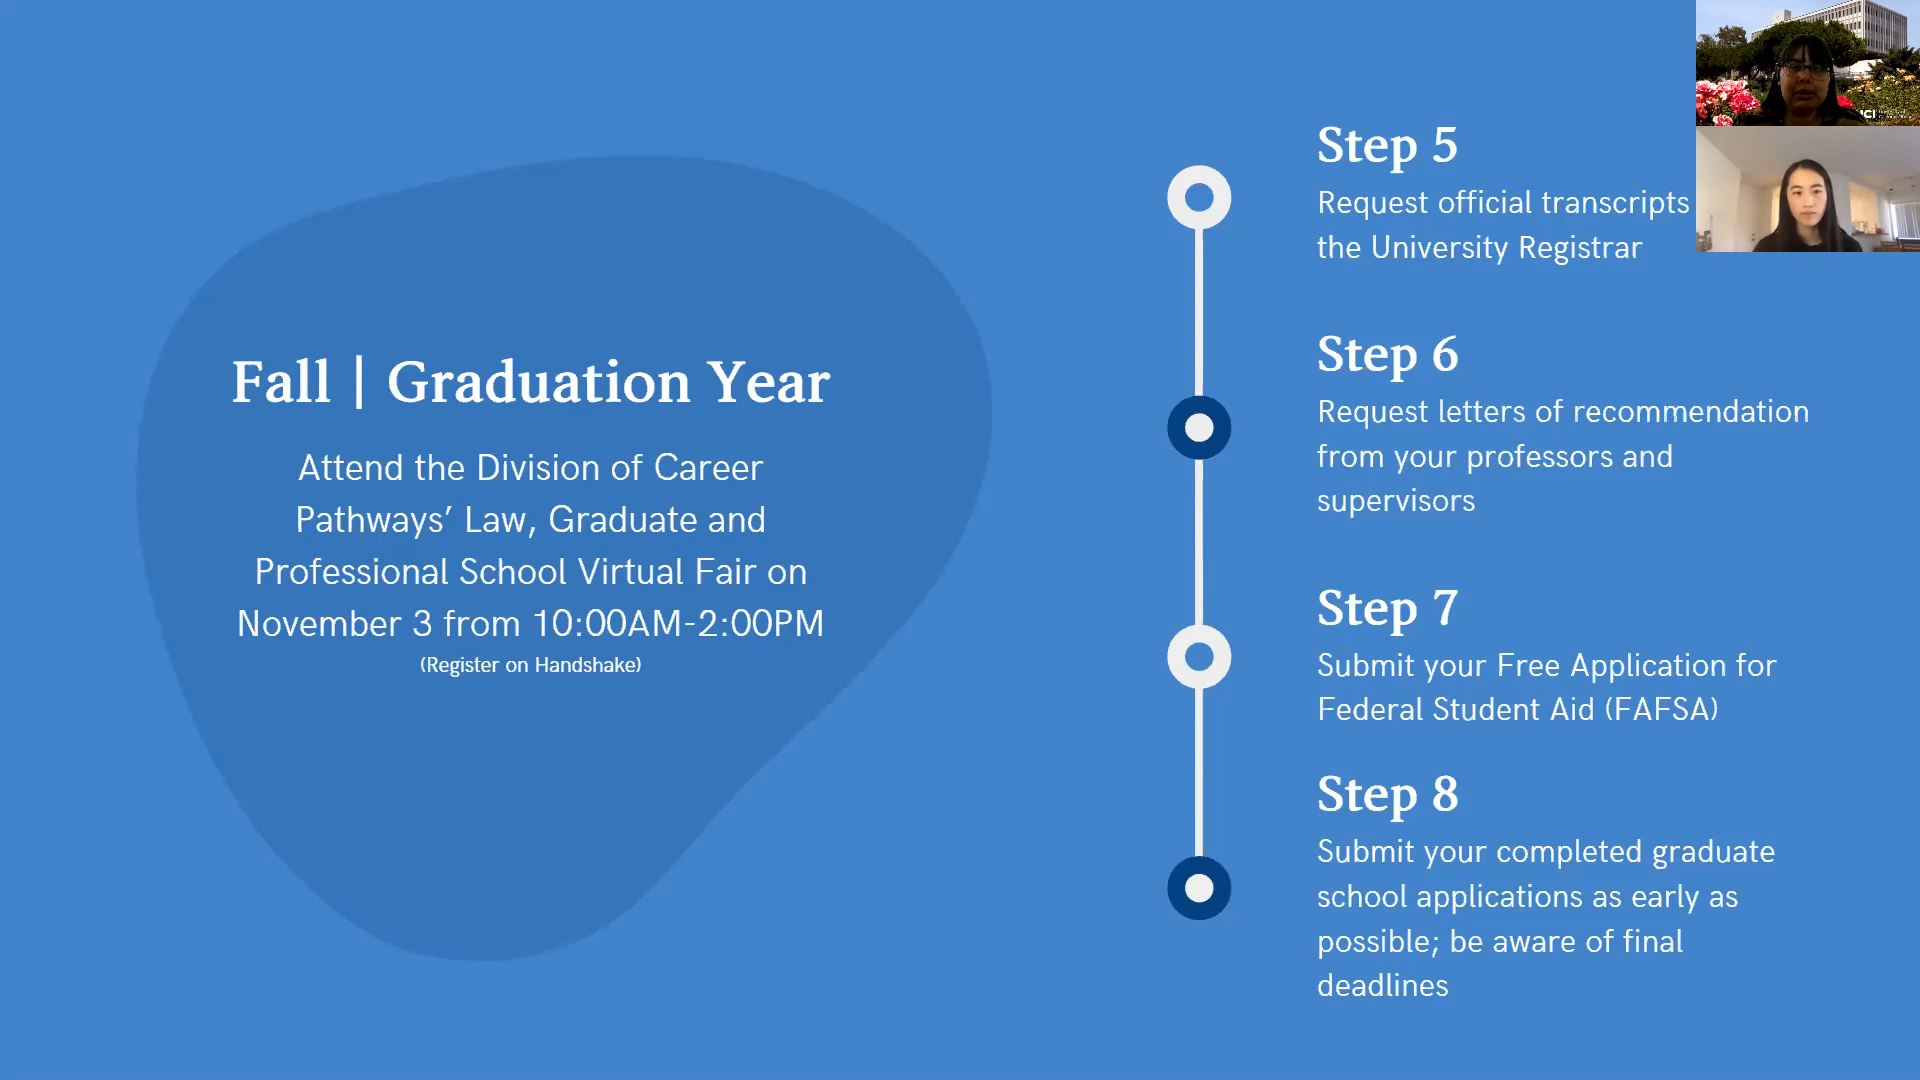 Fall | Graduation Year
Attend the Division of Career
Pathways’ Law, Graduate and
Professional School Virtual Fair on
November 3 from 10:00AM-2:00PM
(Register on Handshake)
Step 5
Request official transcripts
the University Registrar
Step 6
Request letters of recommendation
from your professors and
supervisors
Step 7
Submit your Free Application for
Federal Student Aid (FAFSA)
Step 8
Submit your completed graduate
school applications as early as
possible; be aware of final
deadlines